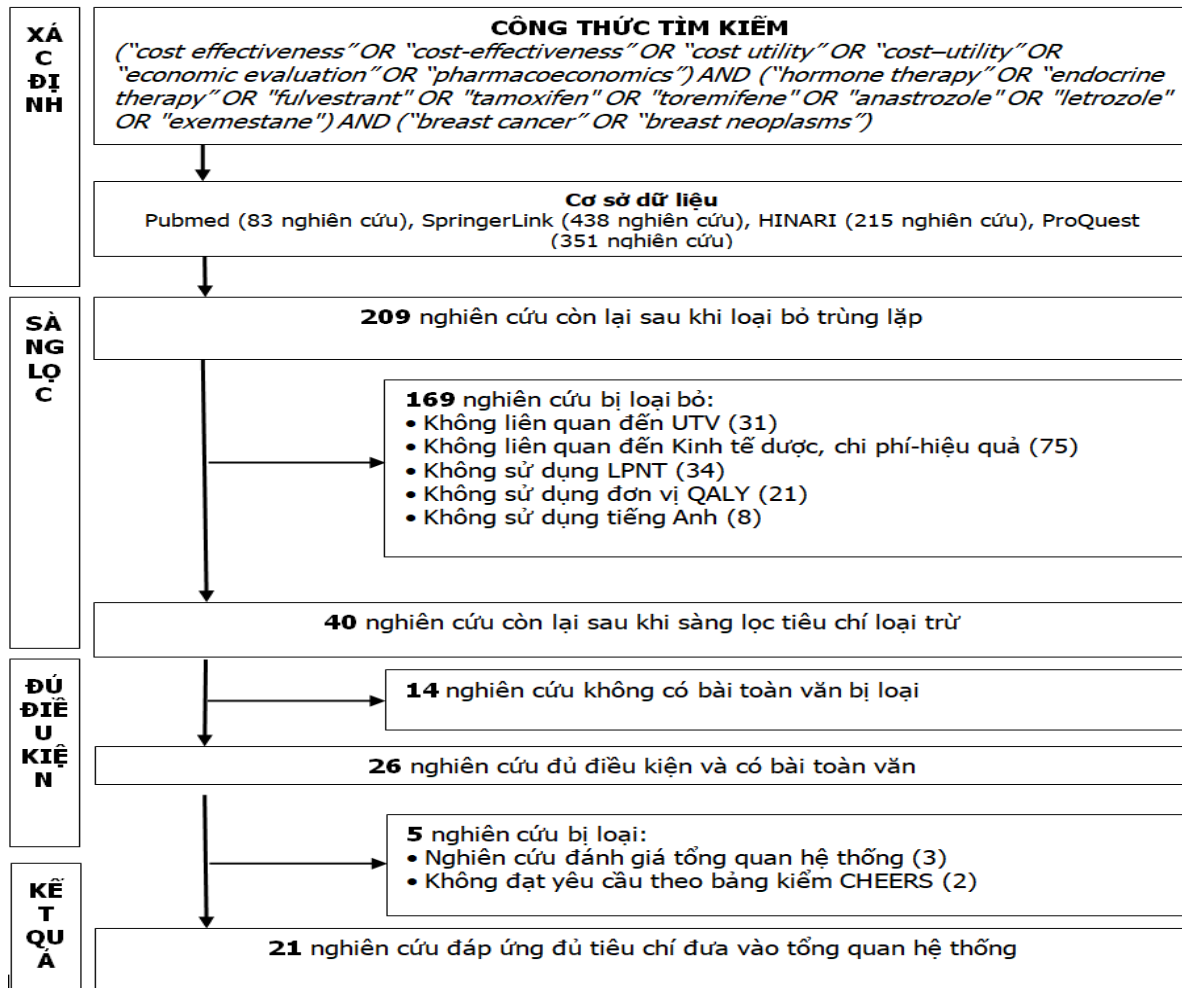 XÁ
C
ĐỊ
NH
CÔNG THỨC TÌM KIẾM
(“cost effectiveness” OR “cost-effectiveness” OR “cost utility” OR “cost–utility” OR
“economic evaluation” OR “pharmacoeconomics”) AND (“hormone therapy” OR “endocrine
therapy” OR "fulvestrant" OR "tamoxifen" OR "toremifene" OR "anastrozole" OR "letrozole"
OR "exemestane") AND (“breast cancer” OR “breast neoplasms”)
Cơ sở dữ liệu
Pubmed (83 nghiên cứu), SpringerLink (438 nghiên cứu), HINARI (215 nghiên cứu), ProQuest
(351 nghiên cứu)
SÀ
NG
LỌ
C
209 nghiên cứu còn lại sau khi loại bỏ trùng lặp
169 nghiên cứu bị loại bỏ:
• Không liên quan đến UTV (31)
• Không liên quan đến Kinh tế dược, chi phí-hiệu quả (75)
• Không sử dụng LPNT (34)
• Không sử dụng đơn vị QALY (21)
• Không sử dụng tiếng Anh (8)
40 nghiên cứu còn lại sau khi sàng lọc tiêu chí loại trừ
ĐỦ
ĐIỀ
U
KIỆ
N
14 nghiên cứu không có bài toàn văn bị loại
26 nghiên cứu đủ điều kiện và có bài toàn văn
5 nghiên cứu bị loại:
• Nghiên cứu đánh giá tổng quan hệ thống (3)
• Không đạt yêu cầu theo bảng kiểm CHEERS (2)
KẾ
T
QU
Ả
21 nghiên cứu đáp ứng đủ tiêu chí đưa vào tổng quan hệ thống